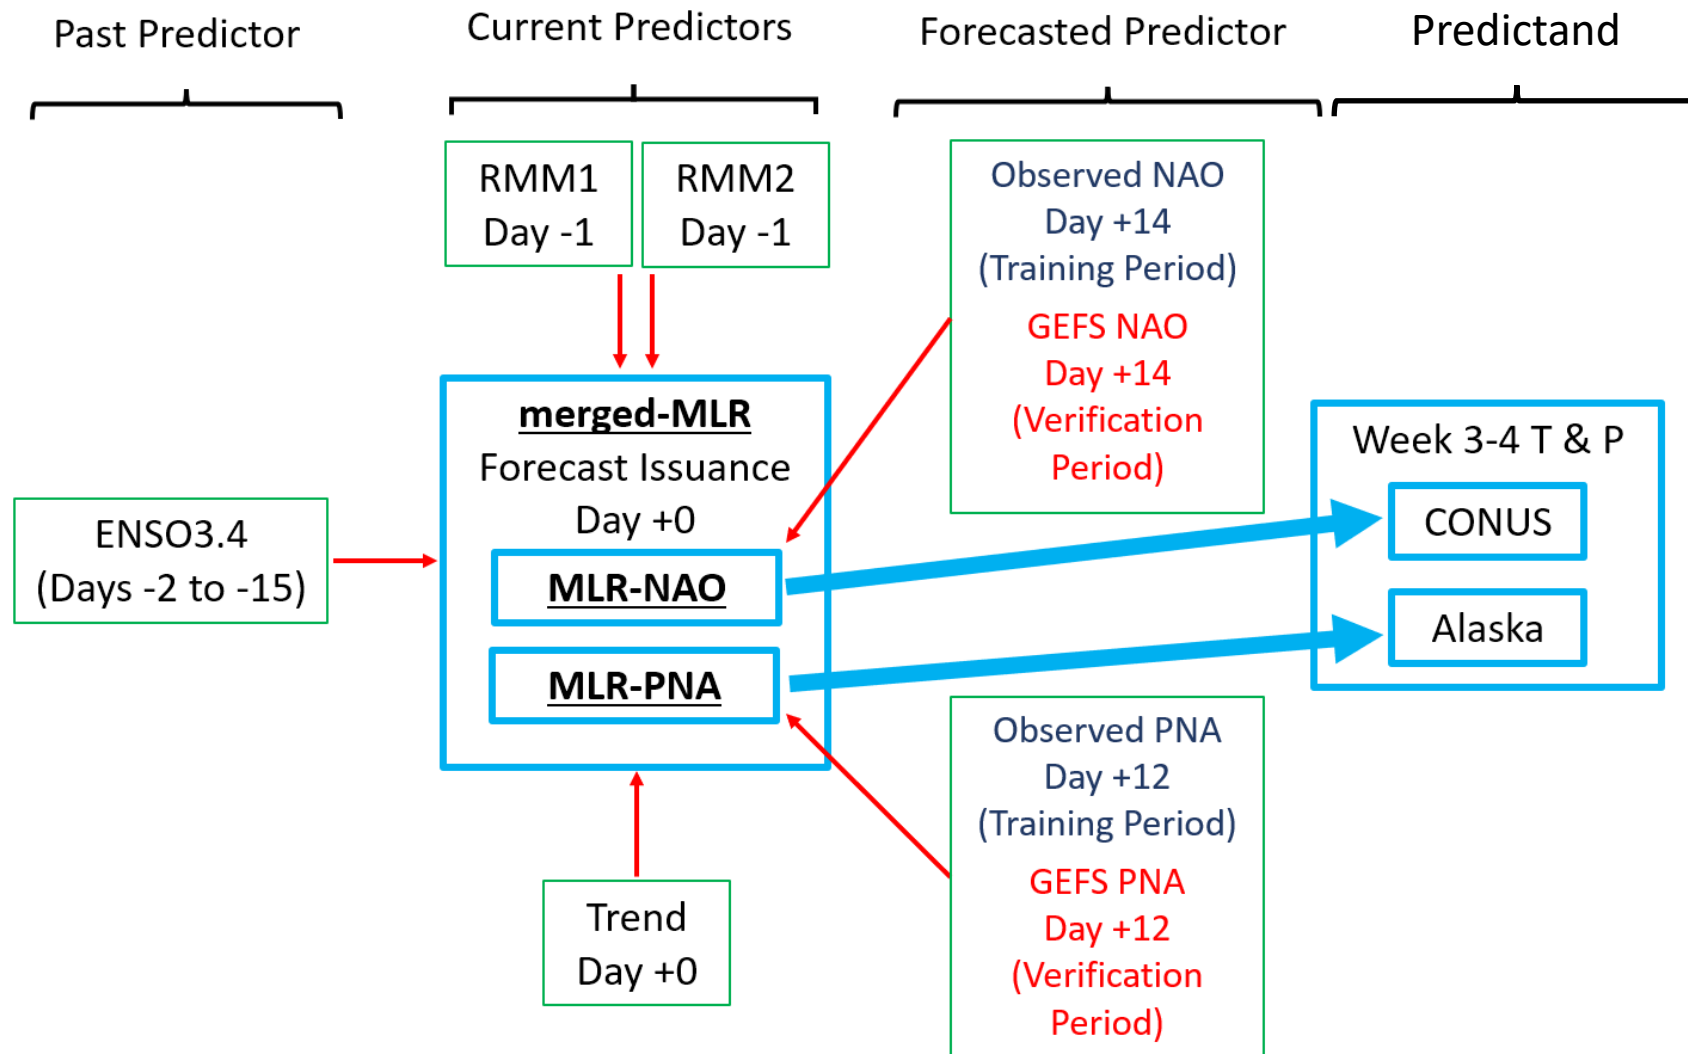 Past Predictor
Current Predictors
Forecasted Predictor
Predictand
RMM1
Day -1
RMM2
Day -1
Observed NAO
Day +14
(Training Period)
GEFS NAO
Day +14
(Verification
Period)
merged-MLR
Forecast Issuance
Day +0
MLR-NAO
MLR-PNA
ENSO3.4
(Days -2 to -15)
Week 3-4 T & P
CONUS
Alaska
Trend
Day +0
Observed PNA
Day +12
(Training Period)
GEFS PNA
Day +12
(Verification
Period)